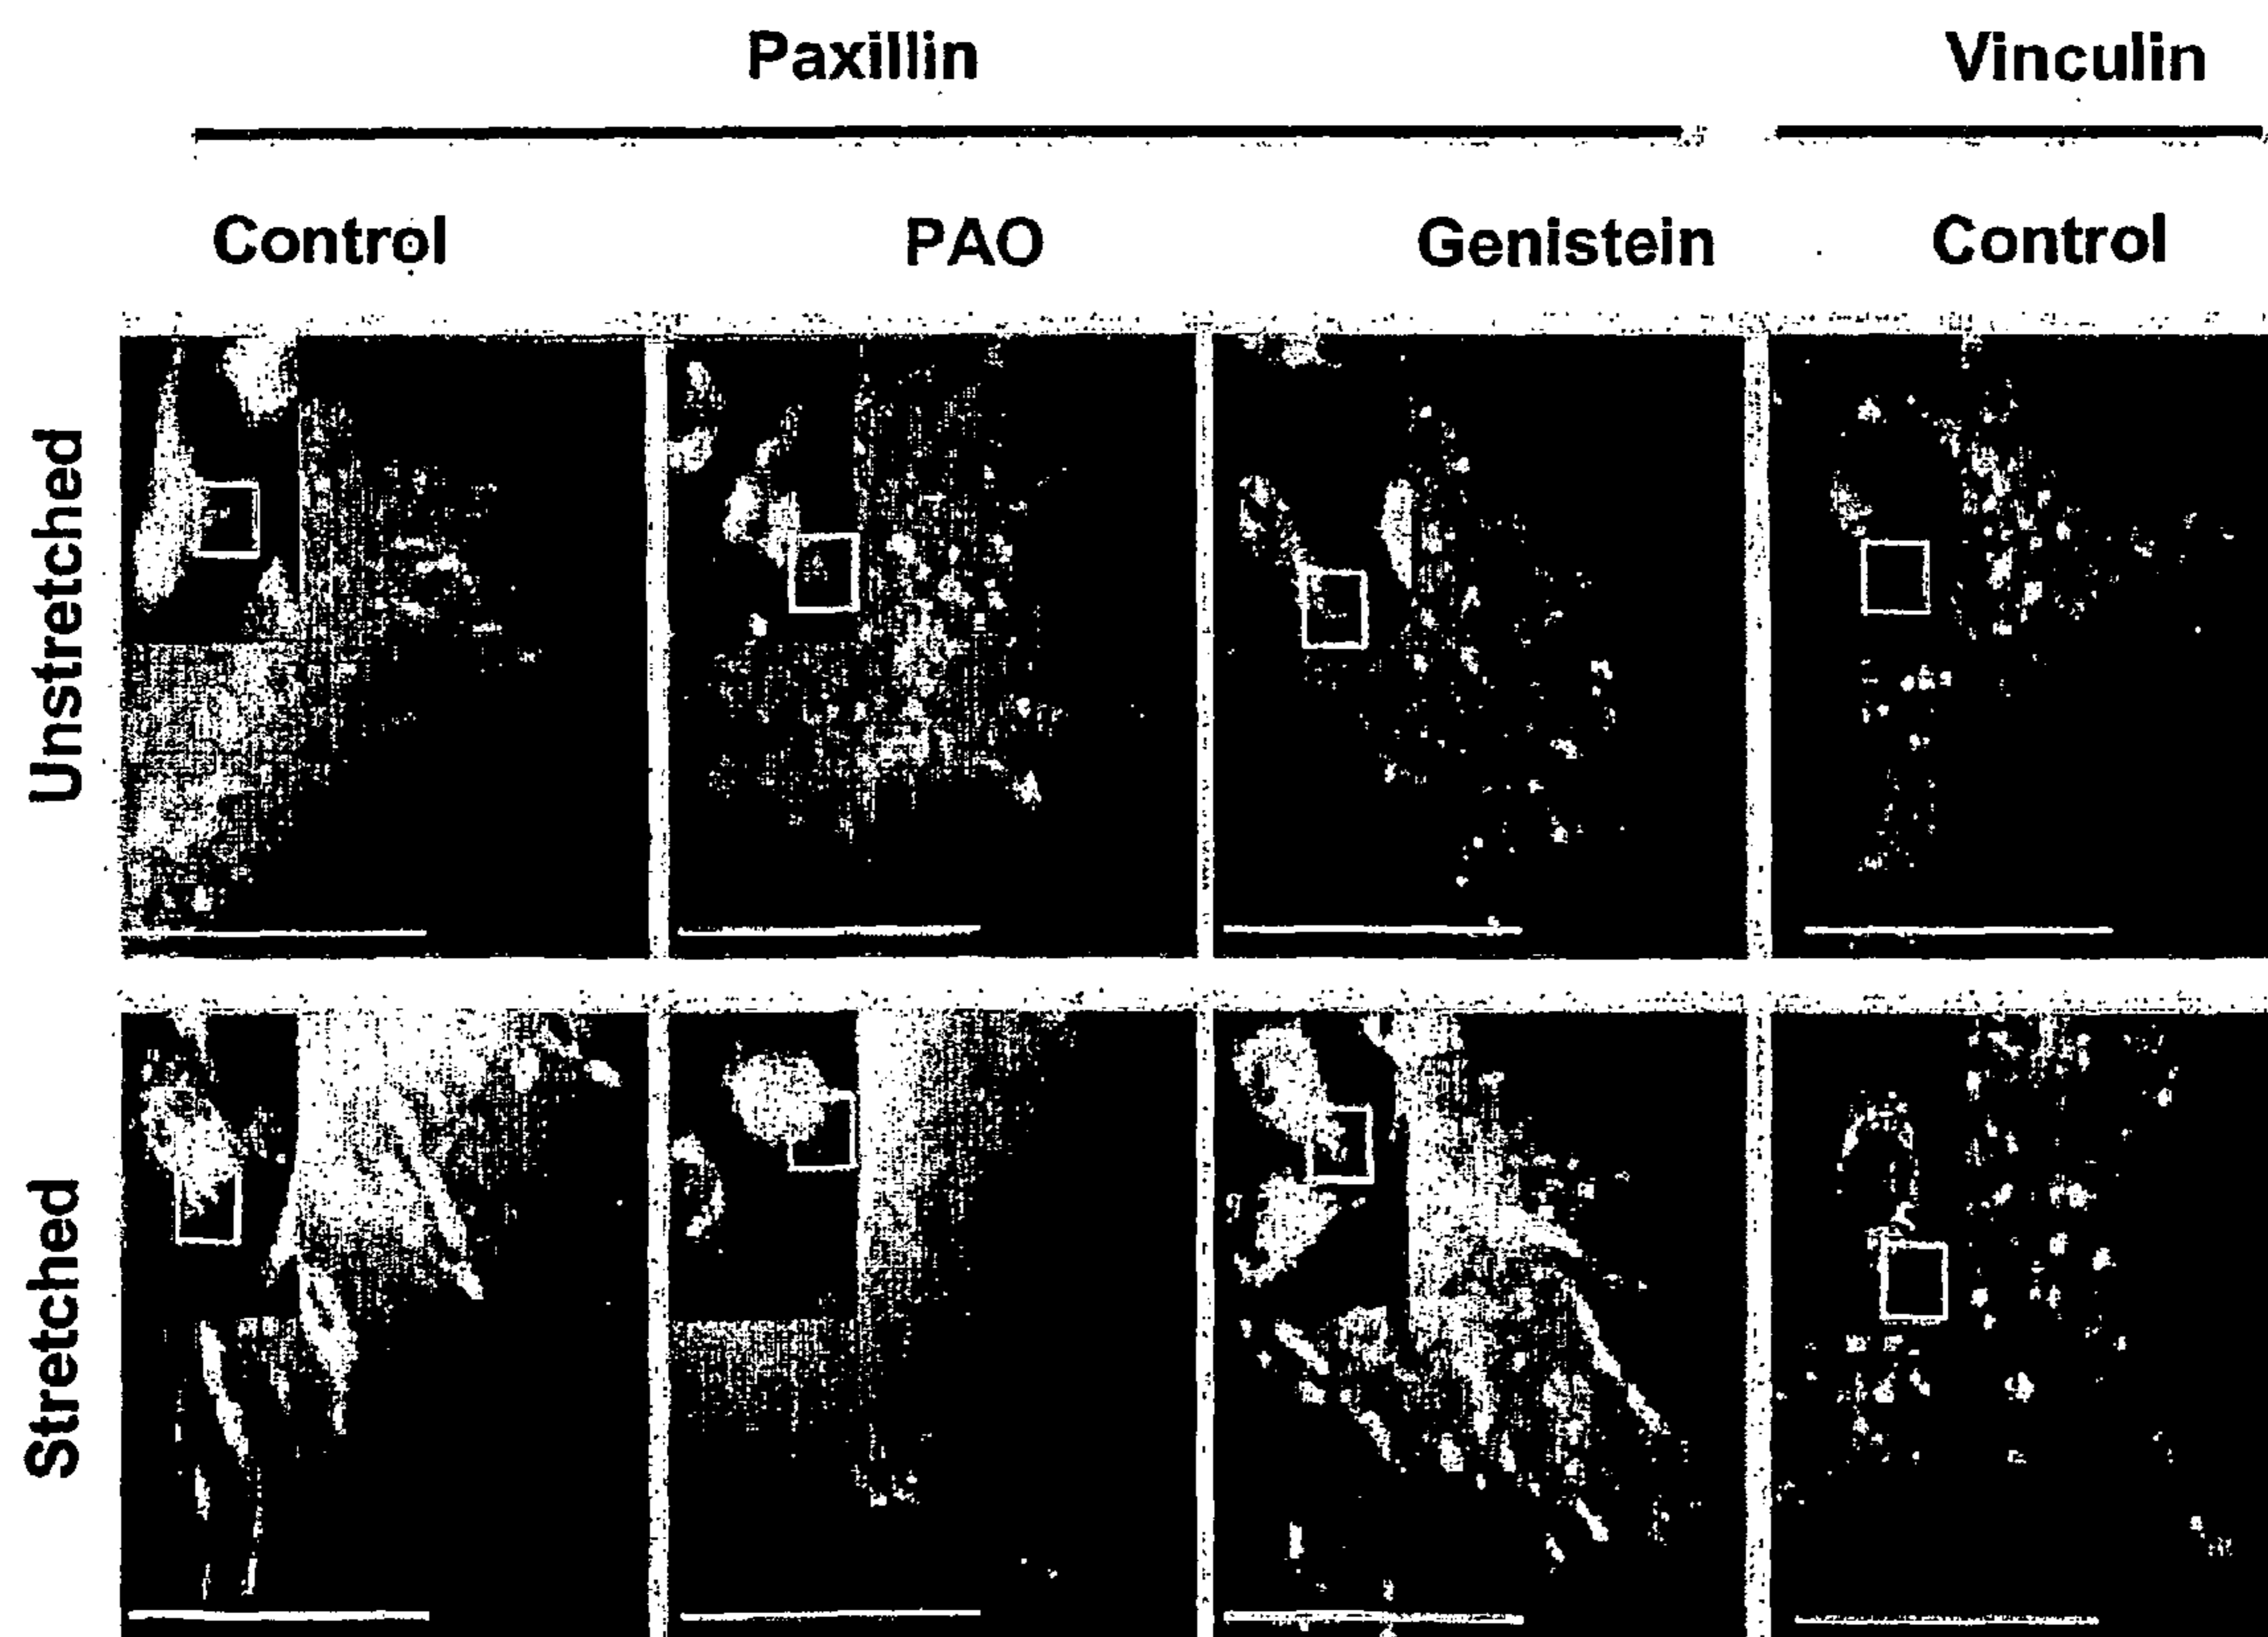 Paxillin Vinculin
Control PAO Genistein Control
Unstretched
Stretched